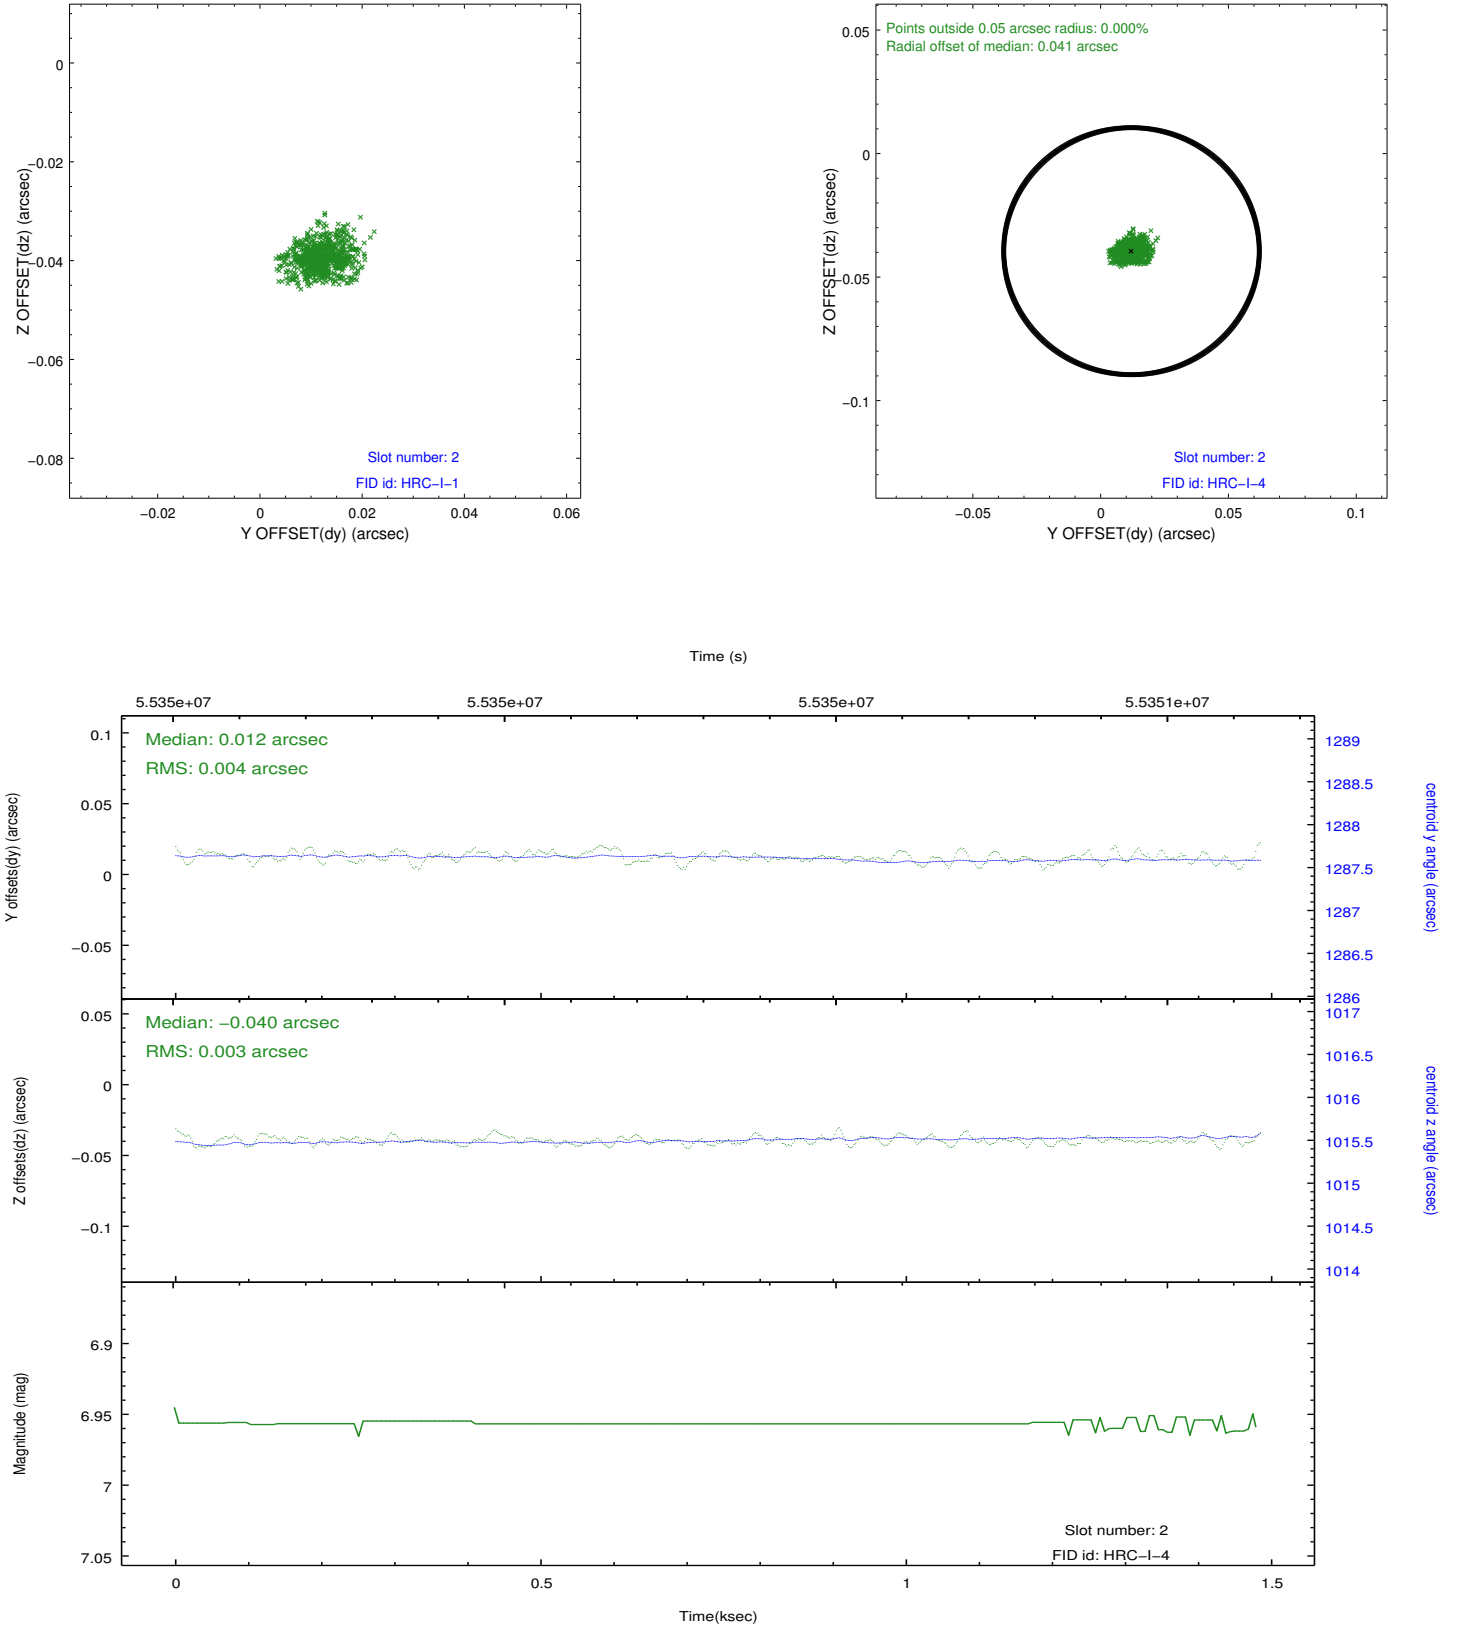 0
−0.02
−0.04
−0.06
−0.08
Z OFFSET(dz) (arcsec)
Slot number: 2
FID id: HRC−I−1
−0.02
0
0.02
0.04
0.06
Y OFFSET(dy) (arcsec)
Points outside 0.05 arcsec radius: 0.000%
Radial offset of median: 0.041 arcsec
0.05
0
−0.05
−0.1
Z OFFSET(dz) (arcsec)
Slot number: 2
FID id: HRC−I−4
−0.05
0
0.05
0.1
Y OFFSET(dy) (arcsec)
Time (s)
5.535e+07
5.535e+07
5.535e+07
5.5351e+07
Median: 0.012 arcsec
RMS: 0.004 arcsec
0.1
0.05
0
−0.05
Y offsets(dy) (arcsec)
1289
1288.5
1288
1287.5
1287
1286.5
1286
centroid y angle (arcsec)
Median: −0.040 arcsec
RMS: 0.003 arcsec
0.05
0
−0.05
−0.1
Z offsets(dz) (arcsec)
1017
1016.5
1016
1015.5
1015
1014.5
1014
centroid z angle (arcsec)
6.9
6.95
7
7.05
Magnitude (mag)
Slot number: 2
FID id: HRC−I−4
0
0.5
1
1.5
Time(ksec)